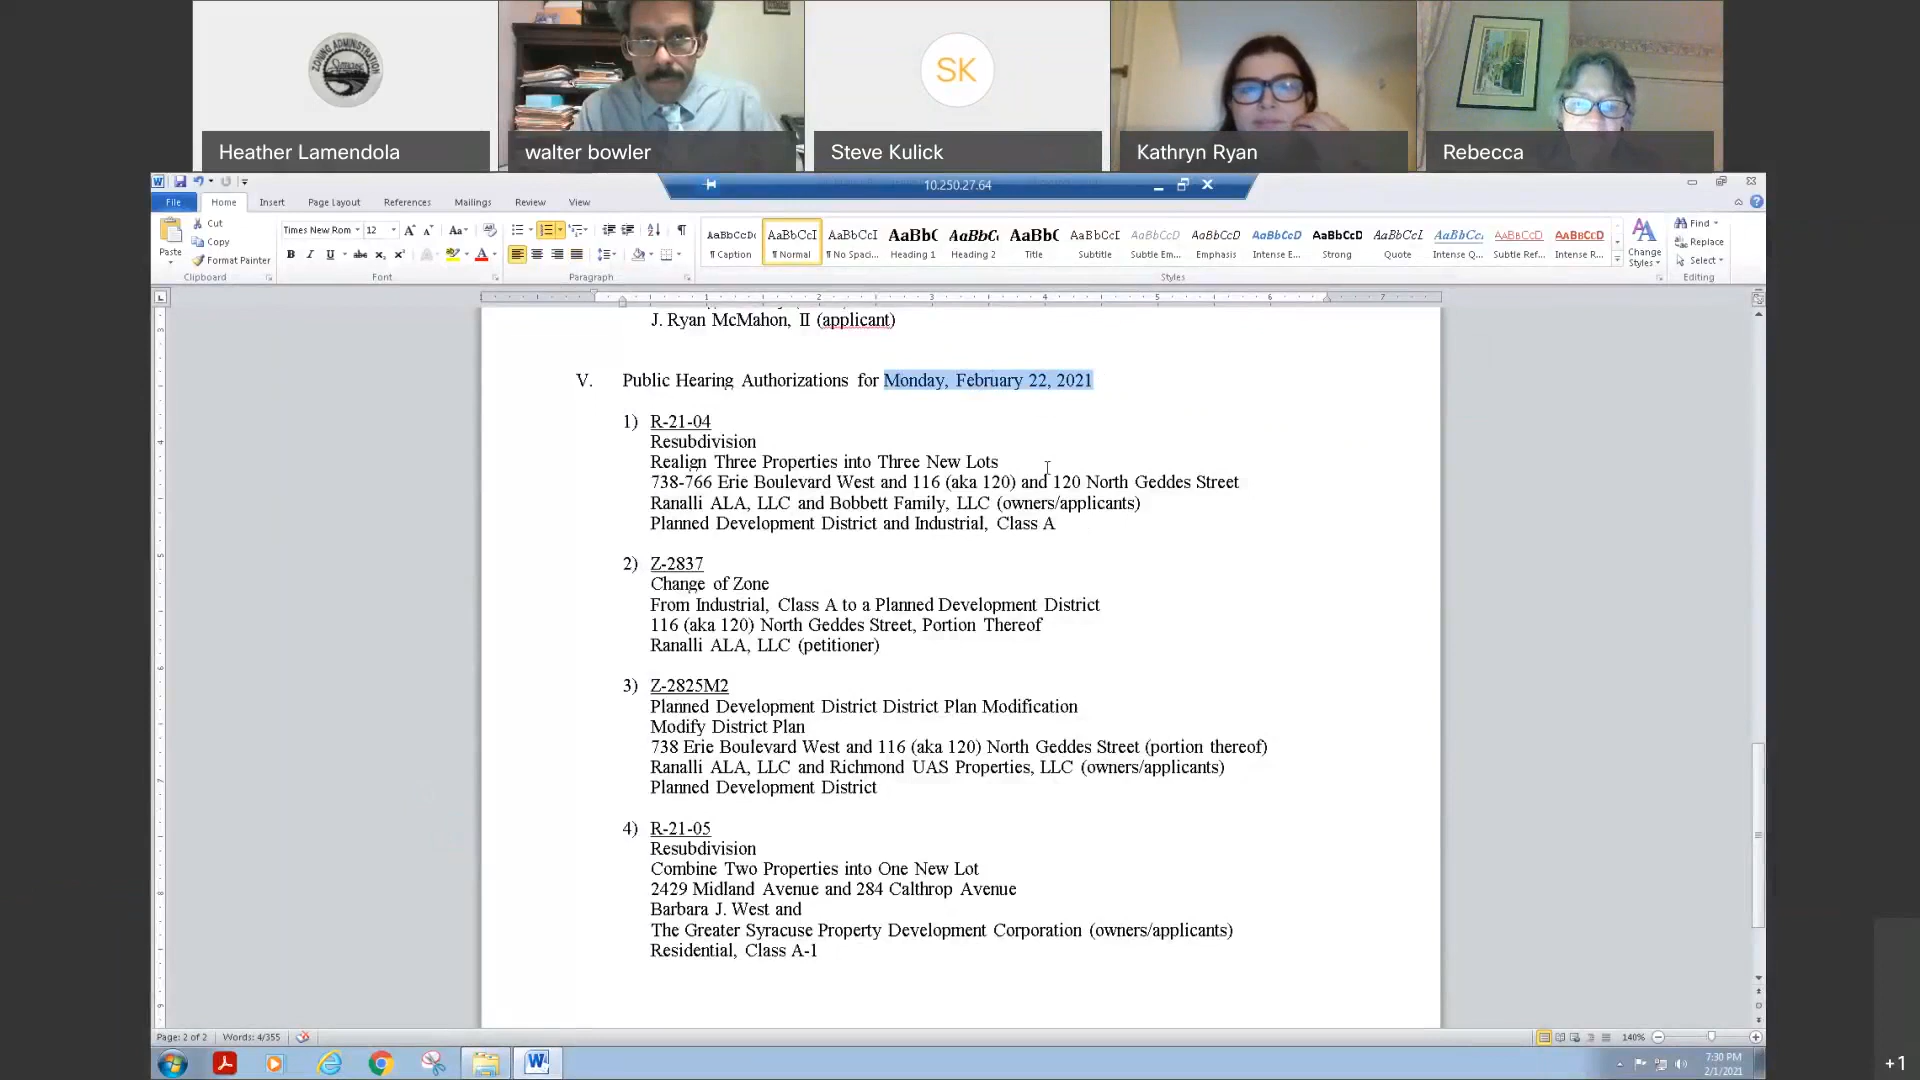 ZONING ADMINISTRATION
SK
Heather Lamendola
walter bowler
Steve Kulick
Kathryn Ryan
Rebecca
10.250.27.64
File Home Insert Page Layout References Mailings Review View
Paste
Cut
Copy
Format Painter
Clipboard
Times New Rom 12
Font
Paragraph
AaBbCcDc AaBbCcI AaBbCcI AaBbC AaBbCc AaBbC AaBbCcI AaBbCcD AaBbCcD AaBbCcD AaBbCcD AaBbCcI AaBbCcI AaBbCcD AaBbCcD
¶ Caption ¶ Normal ¶ No Spaci... Heading 1 Heading 2 Title Subtitle Subtle Em... Emphasis Intense E... Strong Quote Intense Q... Subtle Ref... Intense R...
Styles
Change Styles
Find
Replace
Select
Editing
J. Ryan McMahon, II (applicant)
V. Public Hearing Authorizations for Monday, February 22, 2021
1) R-21-04
Resubdivision
Realign Three Properties into Three New Lots
738-766 Erie Boulevard West and 116 (aka 120) and 120 North Geddes Street
Ranalli ALA, LLC and Bobbett Family, LLC (owners/applicants)
Planned Development District and Industrial, Class A
2) Z-2837
Change of Zone
From Industrial, Class A to a Planned Development District
116 (aka 120) North Geddes Street, Portion Thereof
Ranalli ALA, LLC (petitioner)
3) Z-2825M2
Planned Development District District Plan Modification
Modify District Plan
738 Erie Boulevard West and 116 (aka 120) North Geddes Street (portion thereof)
Ranalli ALA, LLC and Richmond UAS Properties, LLC (owners/applicants)
Planned Development District
4) R-21-05
Resubdivision
Combine Two Properties into One New Lot
2429 Midland Avenue and 284 Calthrop Avenue
Barbara J. West and
The Greater Syracuse Property Development Corporation (owners/applicants)
Residential, Class A-1
Page: 2 of 2 Words: 4/355
140%
7:30 PM
2/1/2021
+1